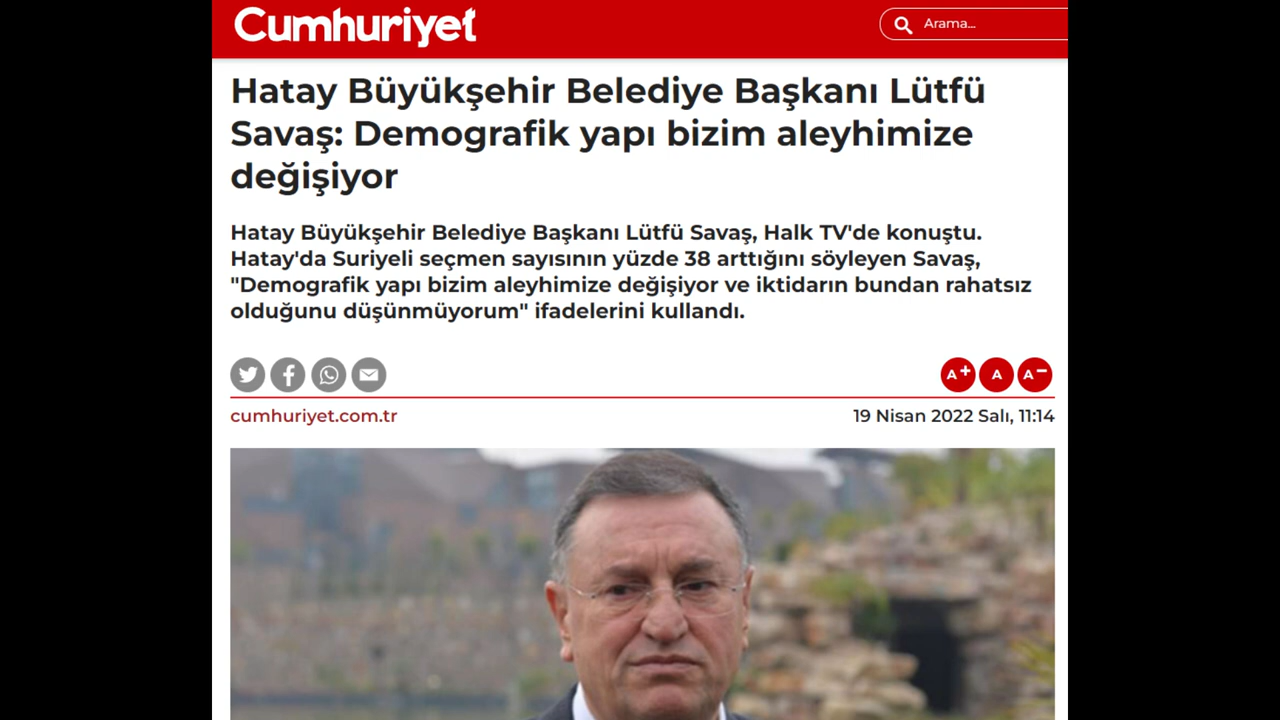 Cumhuriyet
Arama...
Hatay Büyükşehir Belediye Başkanı Lütfü
Savaş: Demografik yapı bizim aleyhimize
değişiyor
Hatay Büyükşehir Belediye Başkanı Lütfü Savaş, Halk TV'de konuştu.
Hatay'da Suriyeli seçmen sayısının yüzde 38 arttığını söyleyen Savaş,
"Demografik yapı bizim aleyhimize değişiyor ve iktidarın bundan rahatsız
olduğunu düşünmüyorum" ifadelerini kullandı.
A+ A A-
cumhuriyet.com.tr 19 Nisan 2022 Salı, 11:14